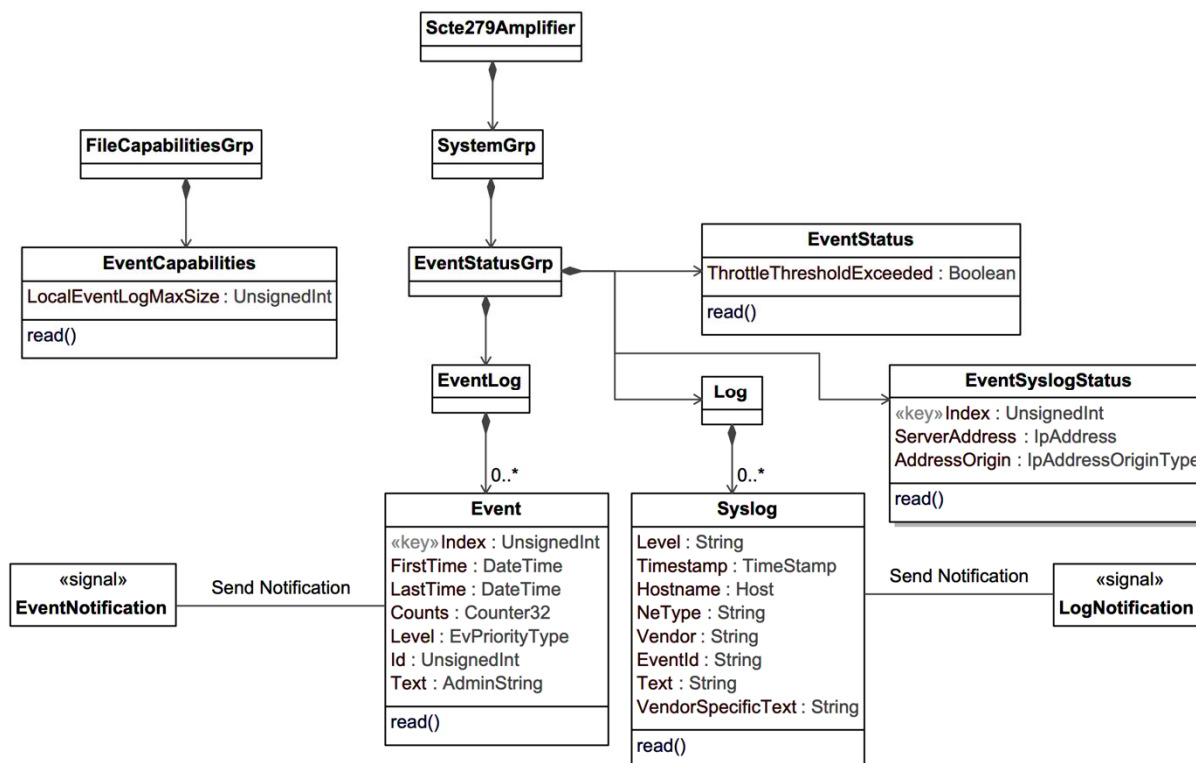 Scte279Amplifier
FileCapabilitiesGrp
SystemGrp
EventCapabilities
LocalEventLogMaxSize : UnsignedInt
read()
EventStatusGrp
EventStatus
ThrottleThresholdExceeded : Boolean
read()
EventLog
Log
EventSyslogStatus
«key»Index : UnsignedInt
ServerAddress : IpAddress
AddressOrigin : IpAddressOriginType
read()
0..*
0..*
Event
«key»Index : UnsignedInt
FirstTime : DateTime
LastTime : DateTime
Counts : Counter32
Level : EvPriorityType
Id : UnsignedInt
Text : AdminString
read()
Syslog
Level : String
Timestamp : TimeStamp
Hostname : Host
NeType : String
Vendor : String
EventId : String
Text : String
VendorSpecificText : String
read()
«signal»
EventNotification
Send Notification
Send Notification
«signal»
LogNotification